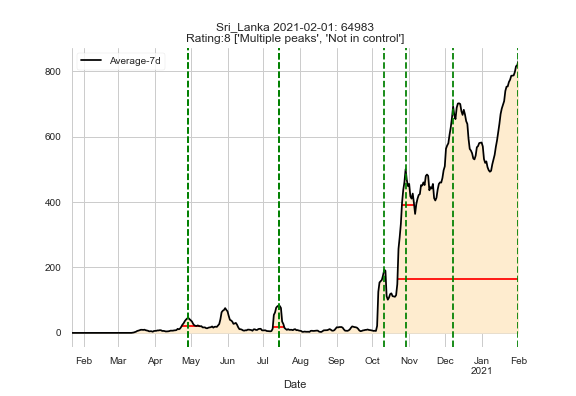 Sri_Lanka 2021-02-01: 64983
Rating:8 ['Multiple peaks', 'Not in control']
Average-7d
800
600
400
200
0
Feb Mar Apr May Jun Jul Aug Sep Oct Nov Dec Jan Feb
2021
Date